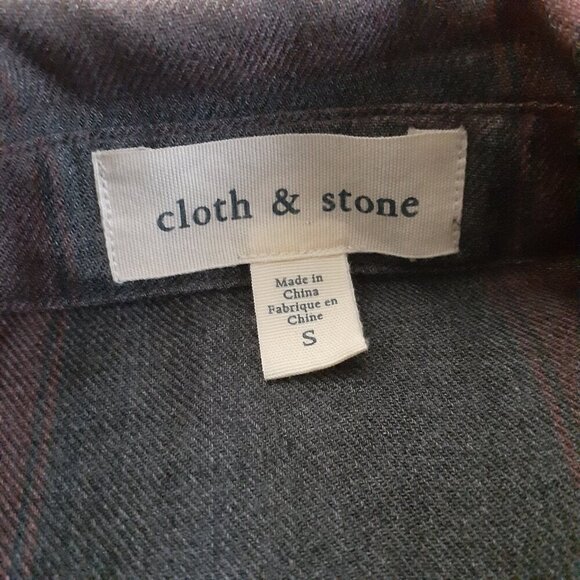 cloth & stone
Made in
China
Fabrique en
Chine
S